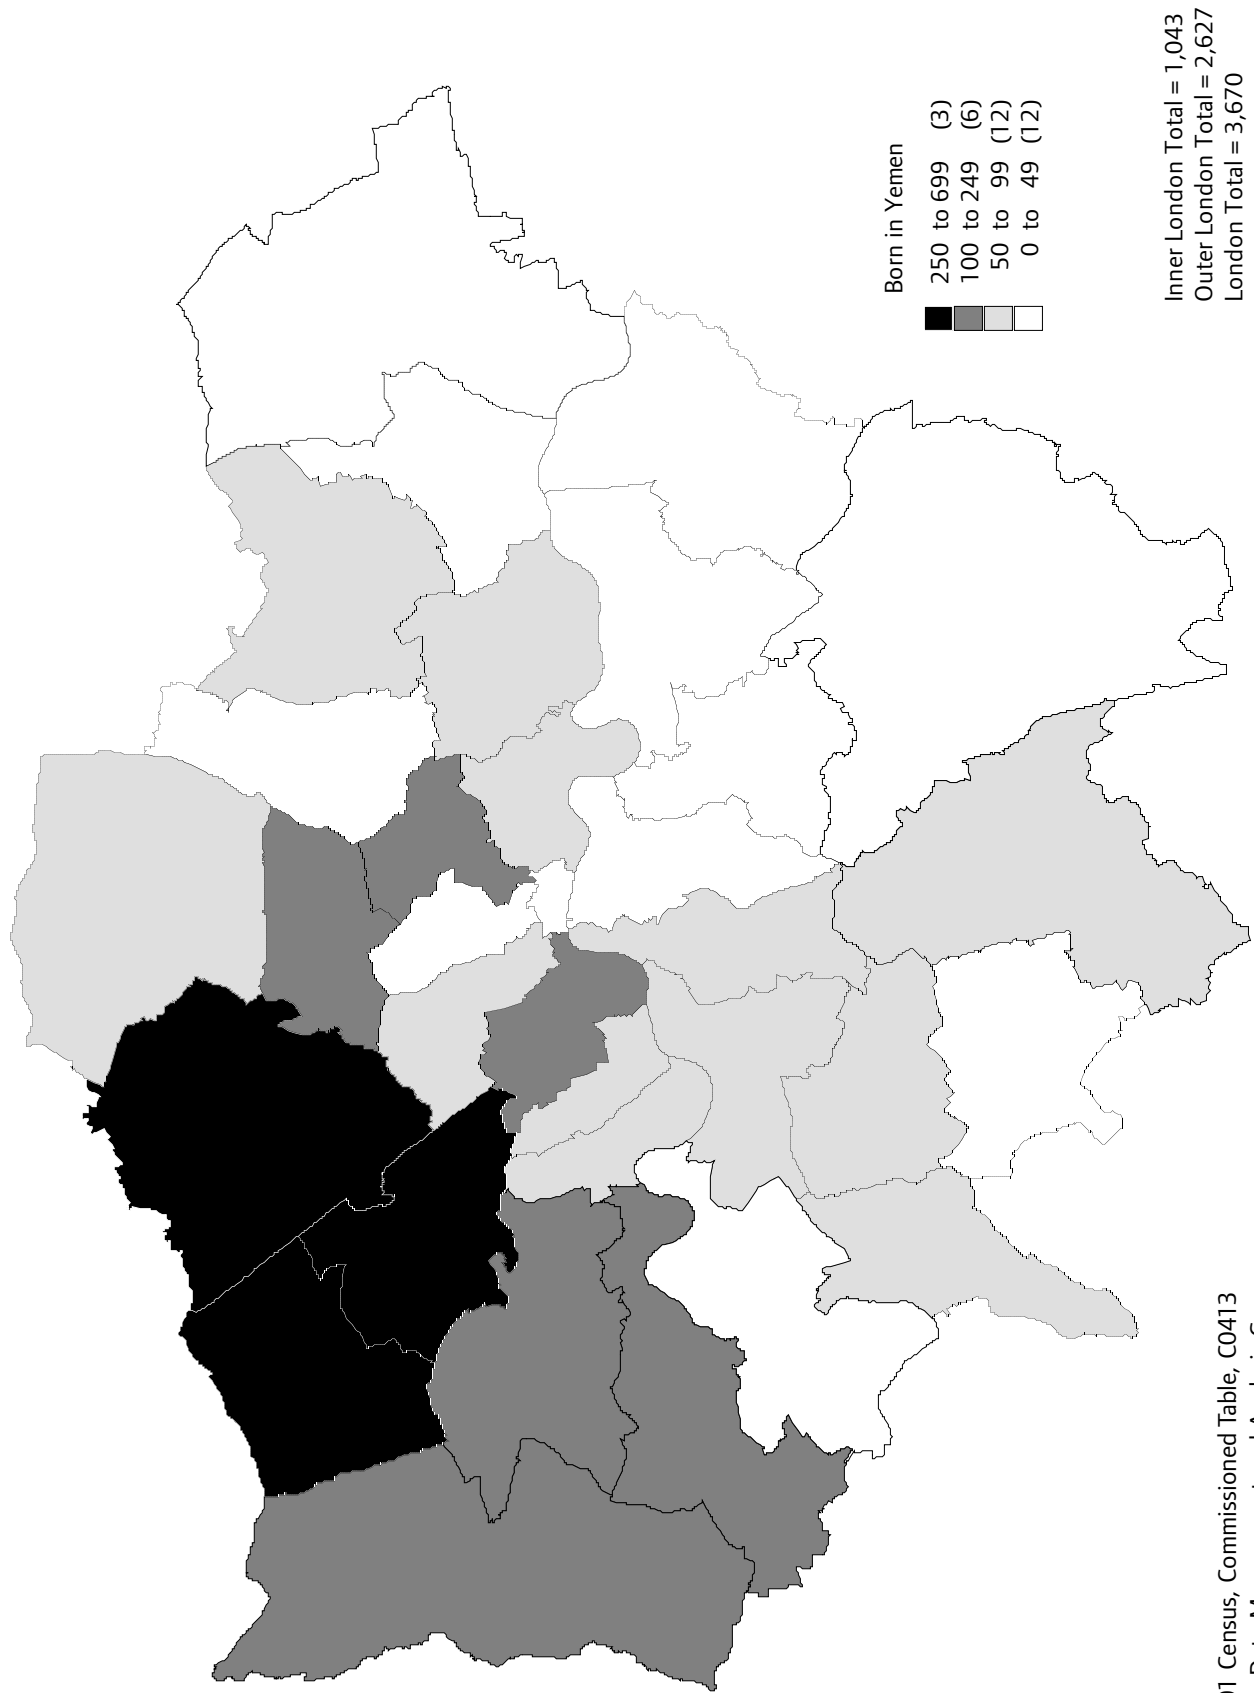 Born in Yemen
250 to 699 (3)
100 to 249 (6)
50 to 99 (12)
0 to 49 (12)
Inner London Total = 1,043
Outer London Total = 2,627
London Total = 3,670
Census, Commissioned Table, C0413